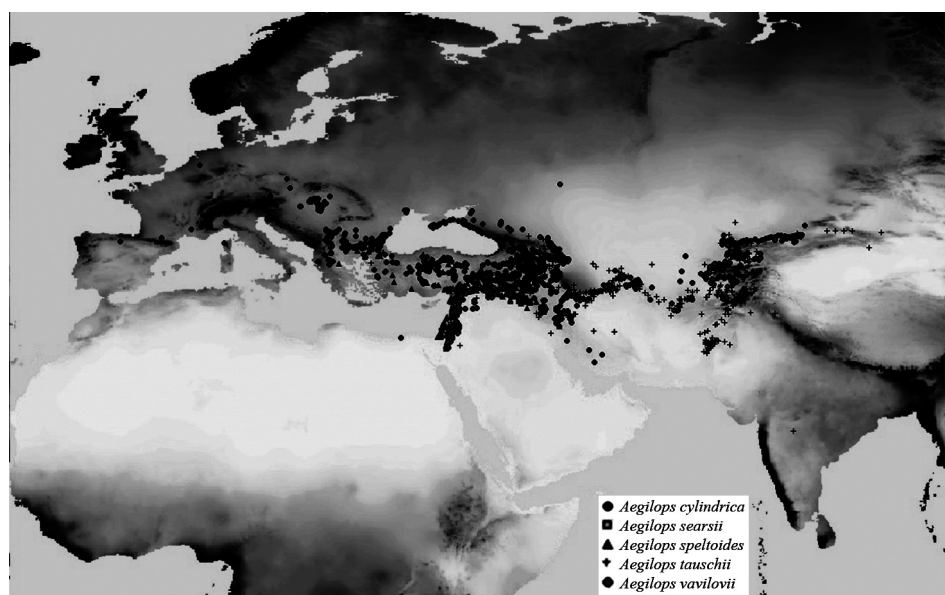 Aegilops cylindrica
Aegilops searsii
Aegilops speltoides
Aegilops tauschii
Aegilops vavilovii